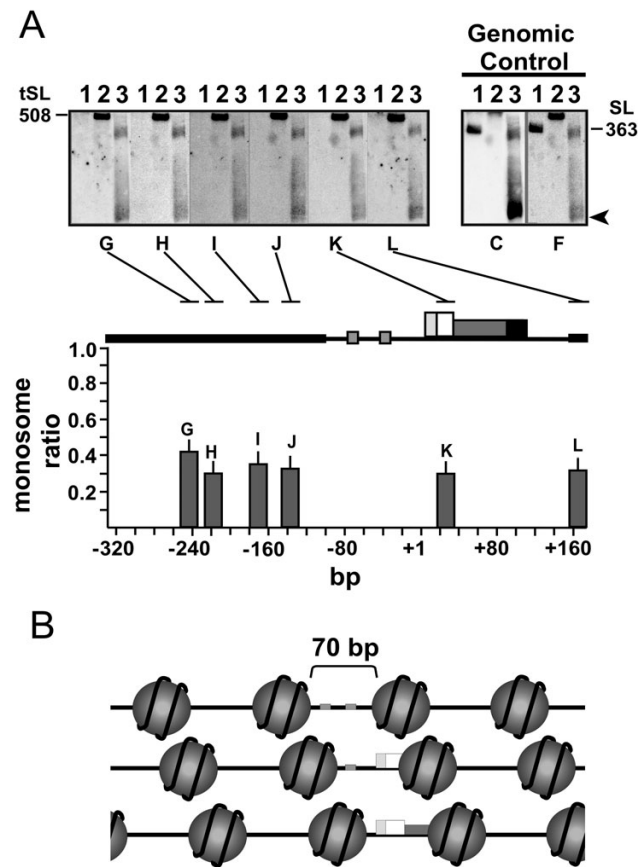 A
Genomic
Control
tSL 1 2 3 1 2 3 1 2 3 1 2 3 1 2 3 1 2 3 1 2 3 1 2 3 SL
508 363
G H I J K L C F
1.0
0.8
0.6
0.4
0.2
monosome
ratio
G H I J K L
-320 -240 -160 -80 +1 +80 +160
bp
B
70 bp